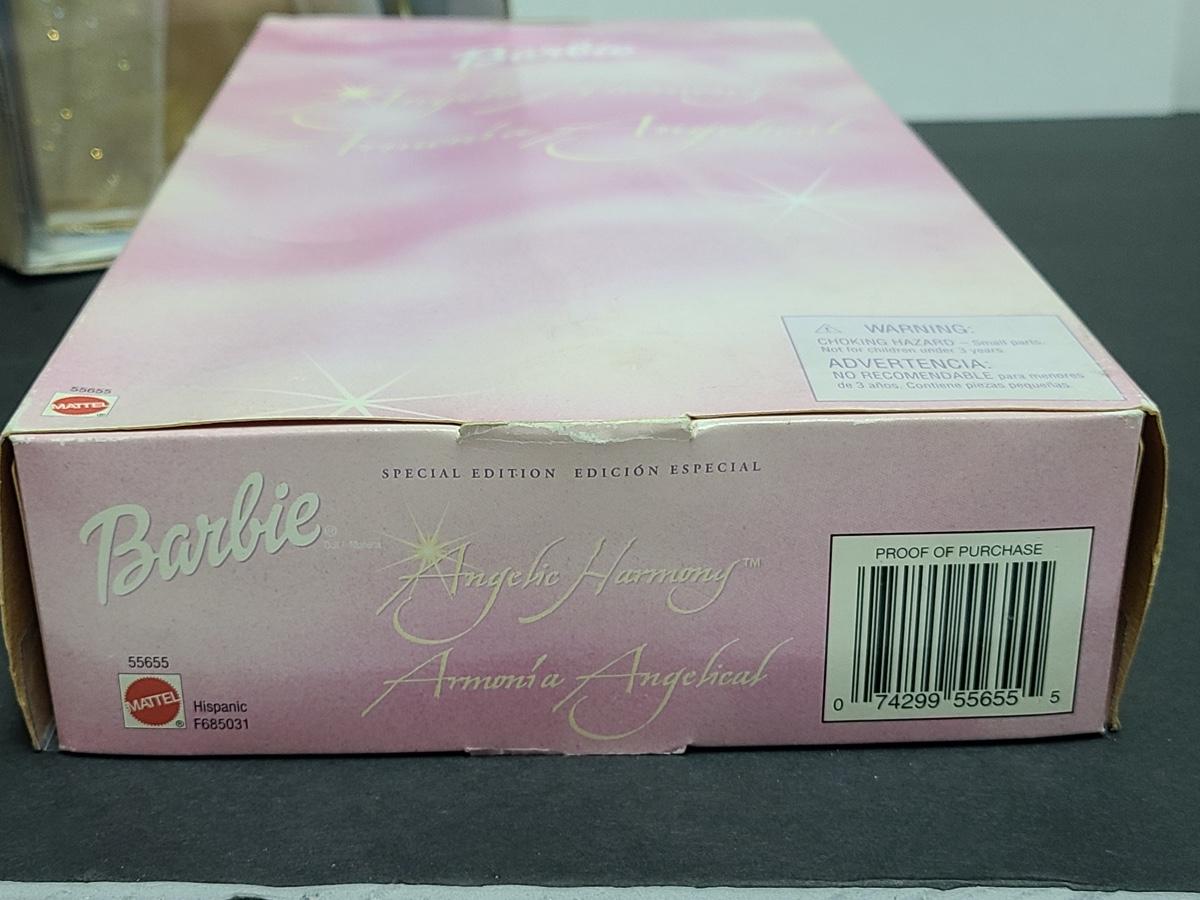 Barbie
Angelic Harmony
Armonía Angelical
WARNING:
CHOKING HAZARD – Small parts.
Not for children under 3 years.
ADVERTENCIA:
NO RECOMENDABLE para menores
de 3 años. Contiene piezas pequeñas.
55655
MATTEL
®
SPECIAL EDITION EDICIÓN ESPECIAL
Barbie®
Angelic Harmony™
Armonía Angelical
55655
MATTEL
®
Hispanic
F685031
PROOF OF PURCHASE
0 74299 55655 5